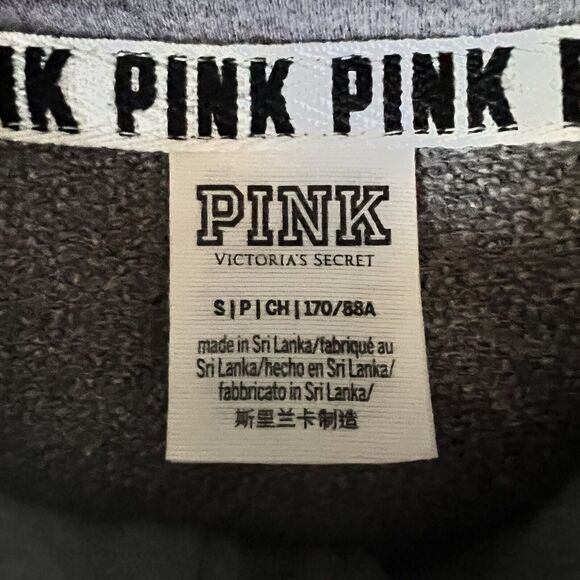 PINK PINK PINK
PINK
VICTORIA'S SECRET
S|P|CH|170/88A
made in Sri Lanka/fabriqué au
Sri Lanka/hecho en Sri Lanka/
fabbricato in Sri Lanka/
斯里兰卡制造